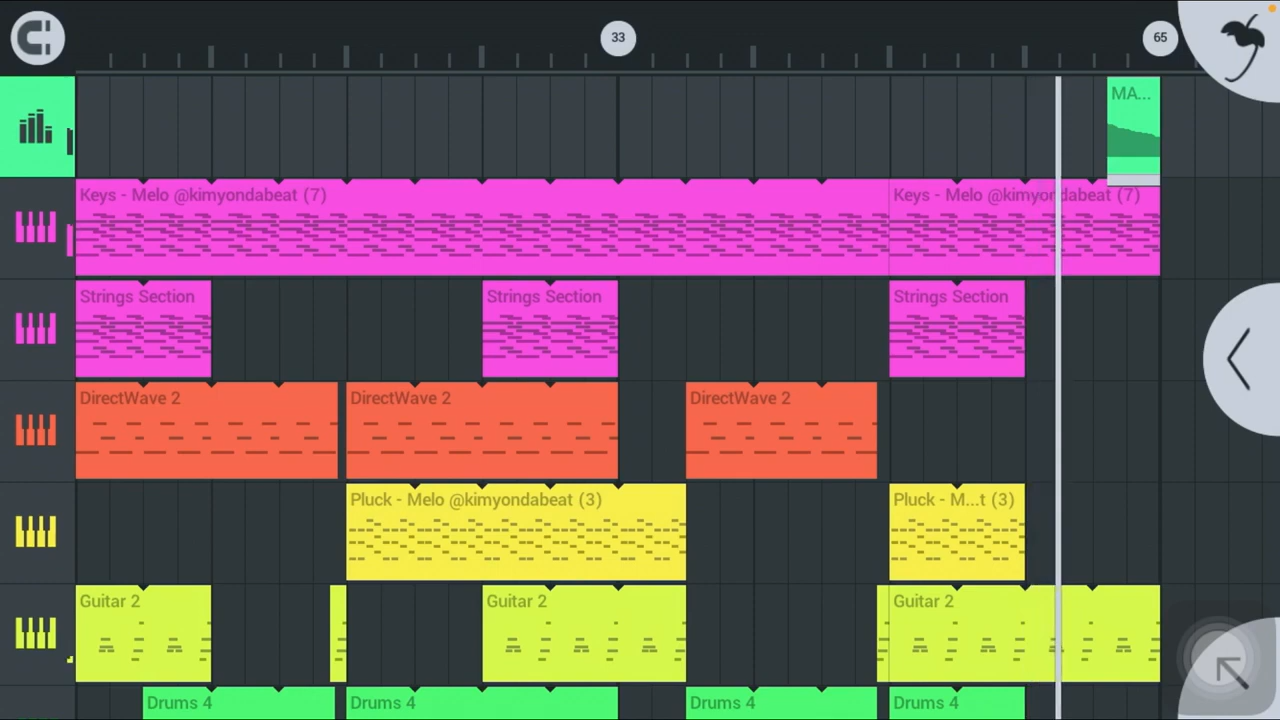 33
65
MA...
Keys - Melo @kimyondabeat (7)
Keys - Melo @kimyondabeat (7)
Strings Section
Strings Section
Strings Section
DirectWave 2
DirectWave 2
DirectWave 2
Pluck - Melo @kimyondabeat (3)
Pluck - M...t (3)
Guitar 2
Guitar 2
Guitar 2
Drums 4
Drums 4
Drums 4
Drums 4